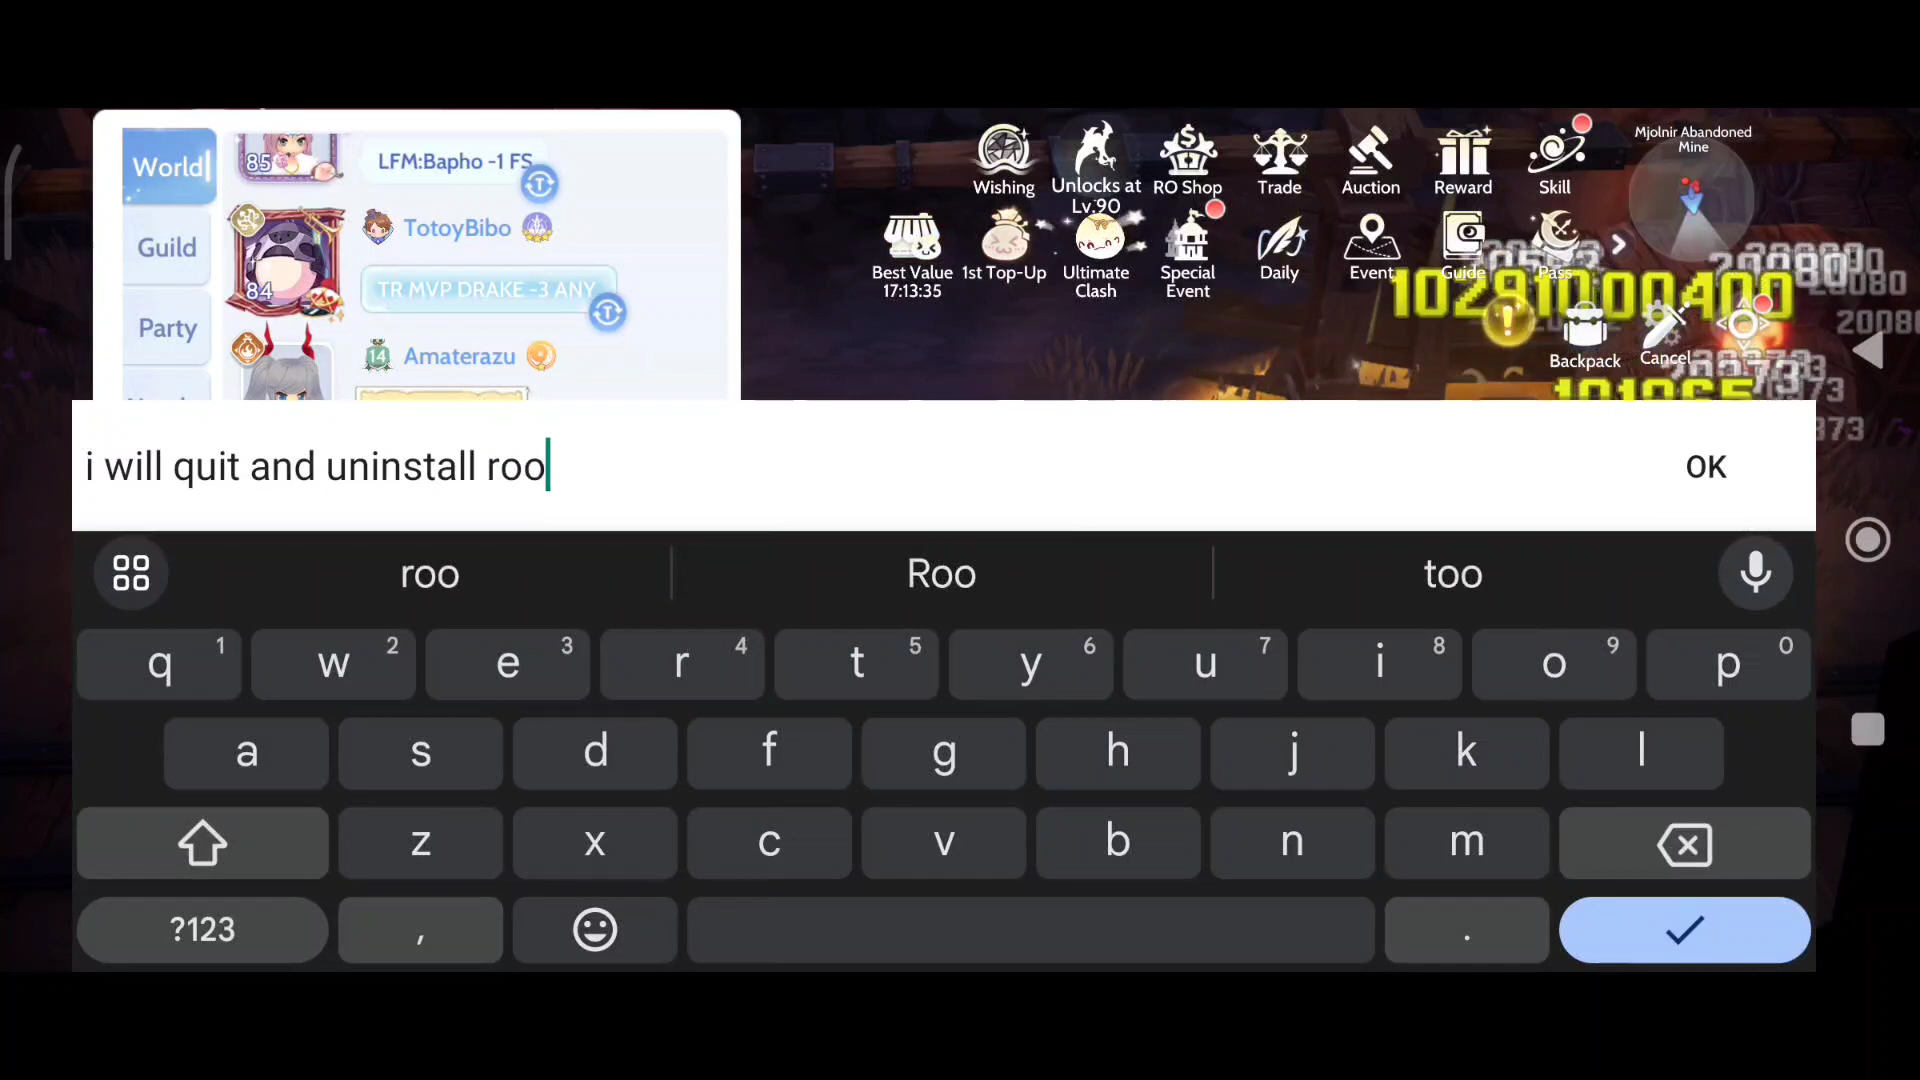 World
Guild
Party
85
LFM:Bapho -1 FS
TotoyBibo
84
TR MVP DRAKE -3 ANY
14
Amaterazu
Wishing
Unlocks at
Lv.90
RO Shop
Trade
Auction
Reward
Skill
Mjolnir Abandoned
Mine
Best Value
17:13:35
1st Top-Up
Ultimate
Clash
Special
Event
Daily
Event
Guide
Pass
Backpack
Cancel
i will quit and uninstall roo
OK
roo
Roo
too
q 1 w 2 e 3 r 4 t 5 y 6 u 7 i 8 o 9 p 0
a s d f g h j k l
z x c v b n m
?123 , .